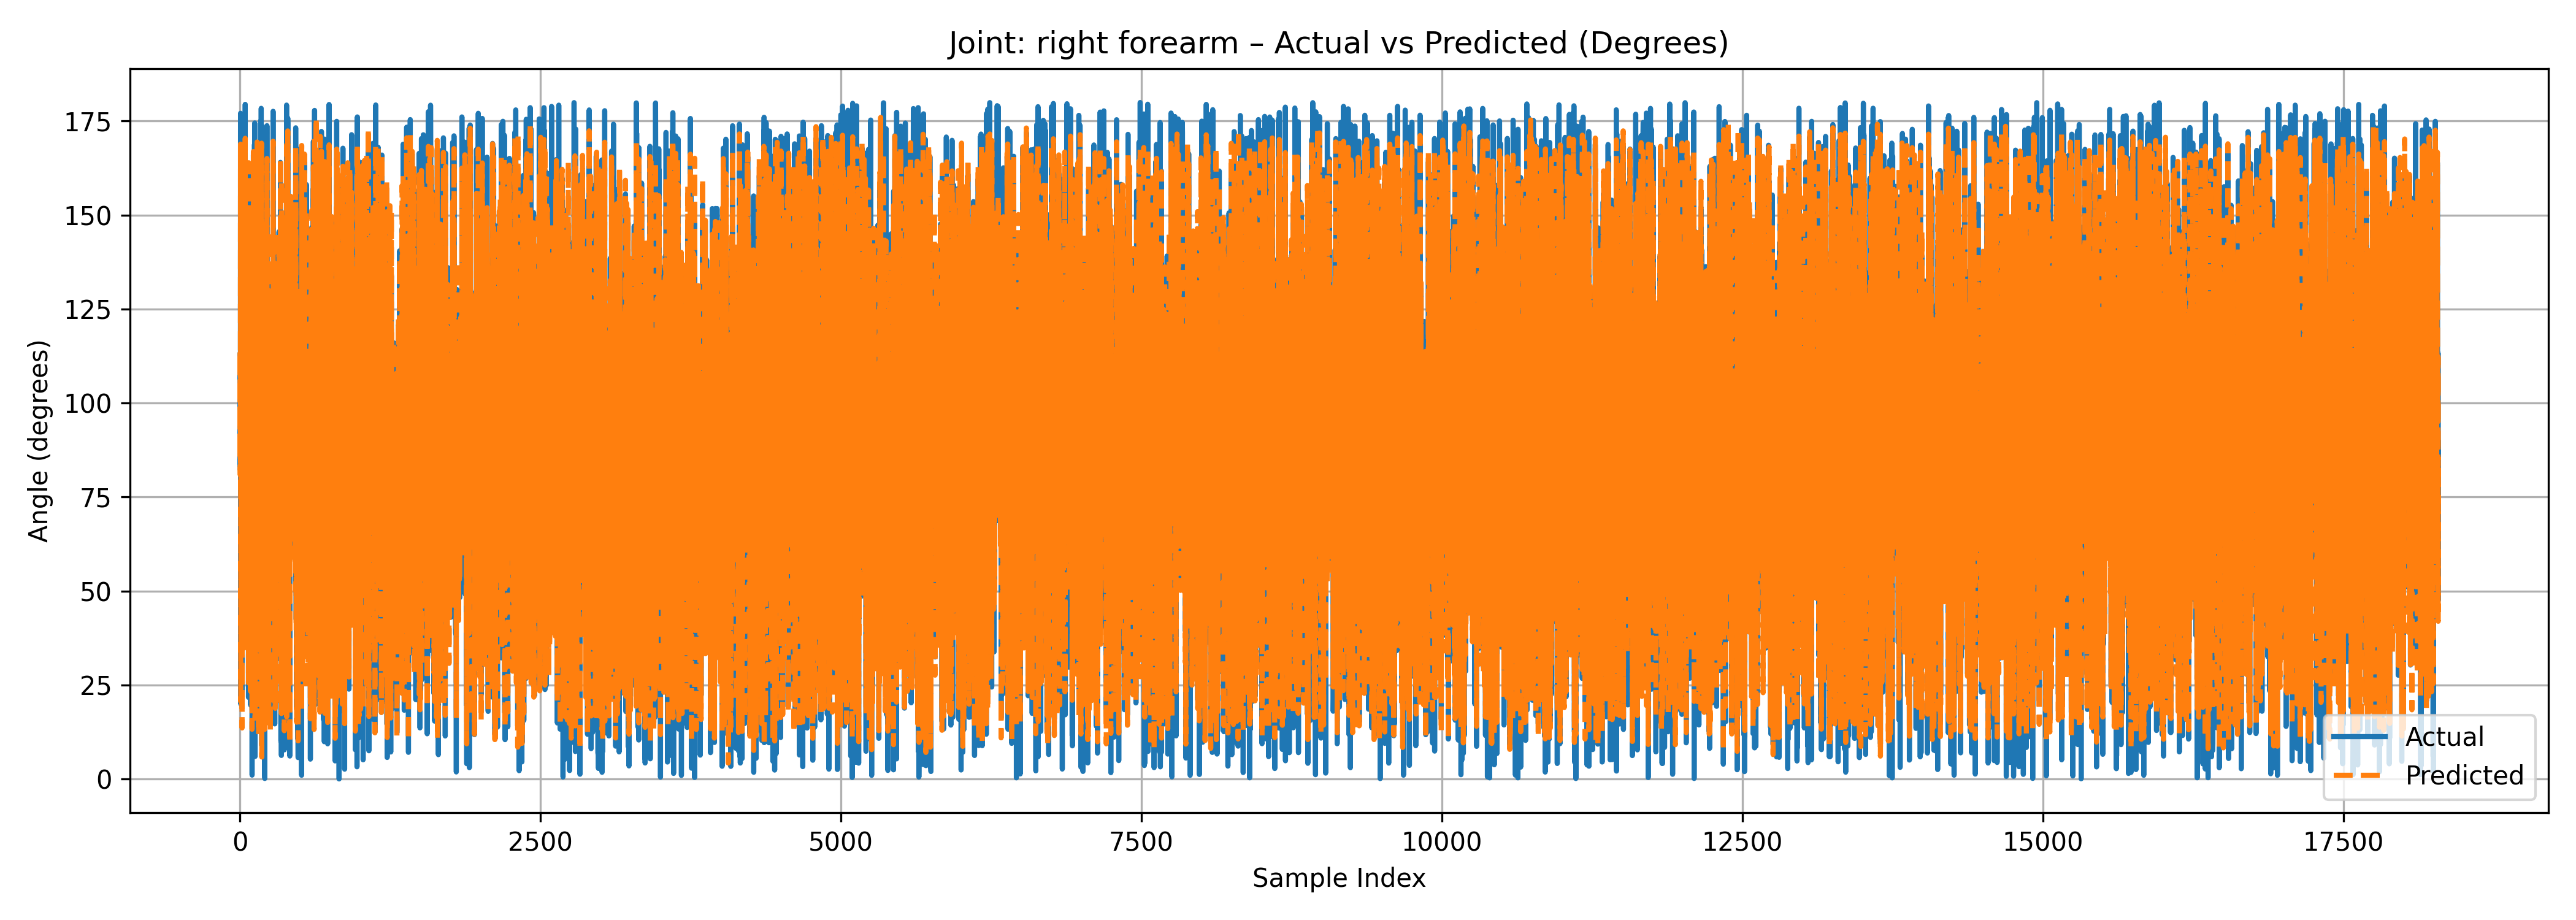 Joint: right forearm – Actual vs Predicted (Degrees)
Angle (degrees)
175
150
125
100
75
50
25
0
0 2500 5000 7500 10000 12500 15000 17500
Sample Index
Actual
Predicted